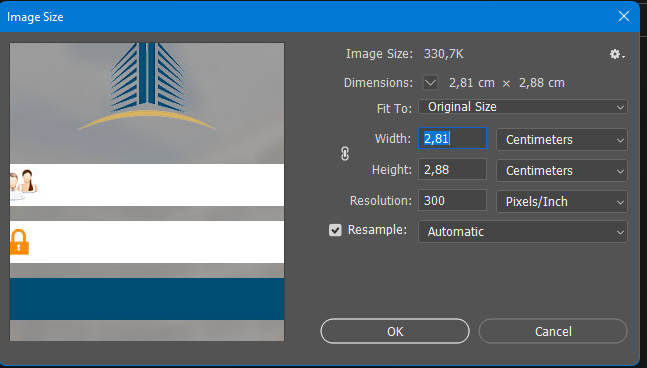 Image Size
Image Size: 330,7K
Dimensions: 2,81 cm × 2,88 cm
Fit To: Original Size
Width: 2,81 Centimeters
Height: 2,88 Centimeters
Resolution: 300 Pixels/Inch
Resample: Automatic
OK Cancel